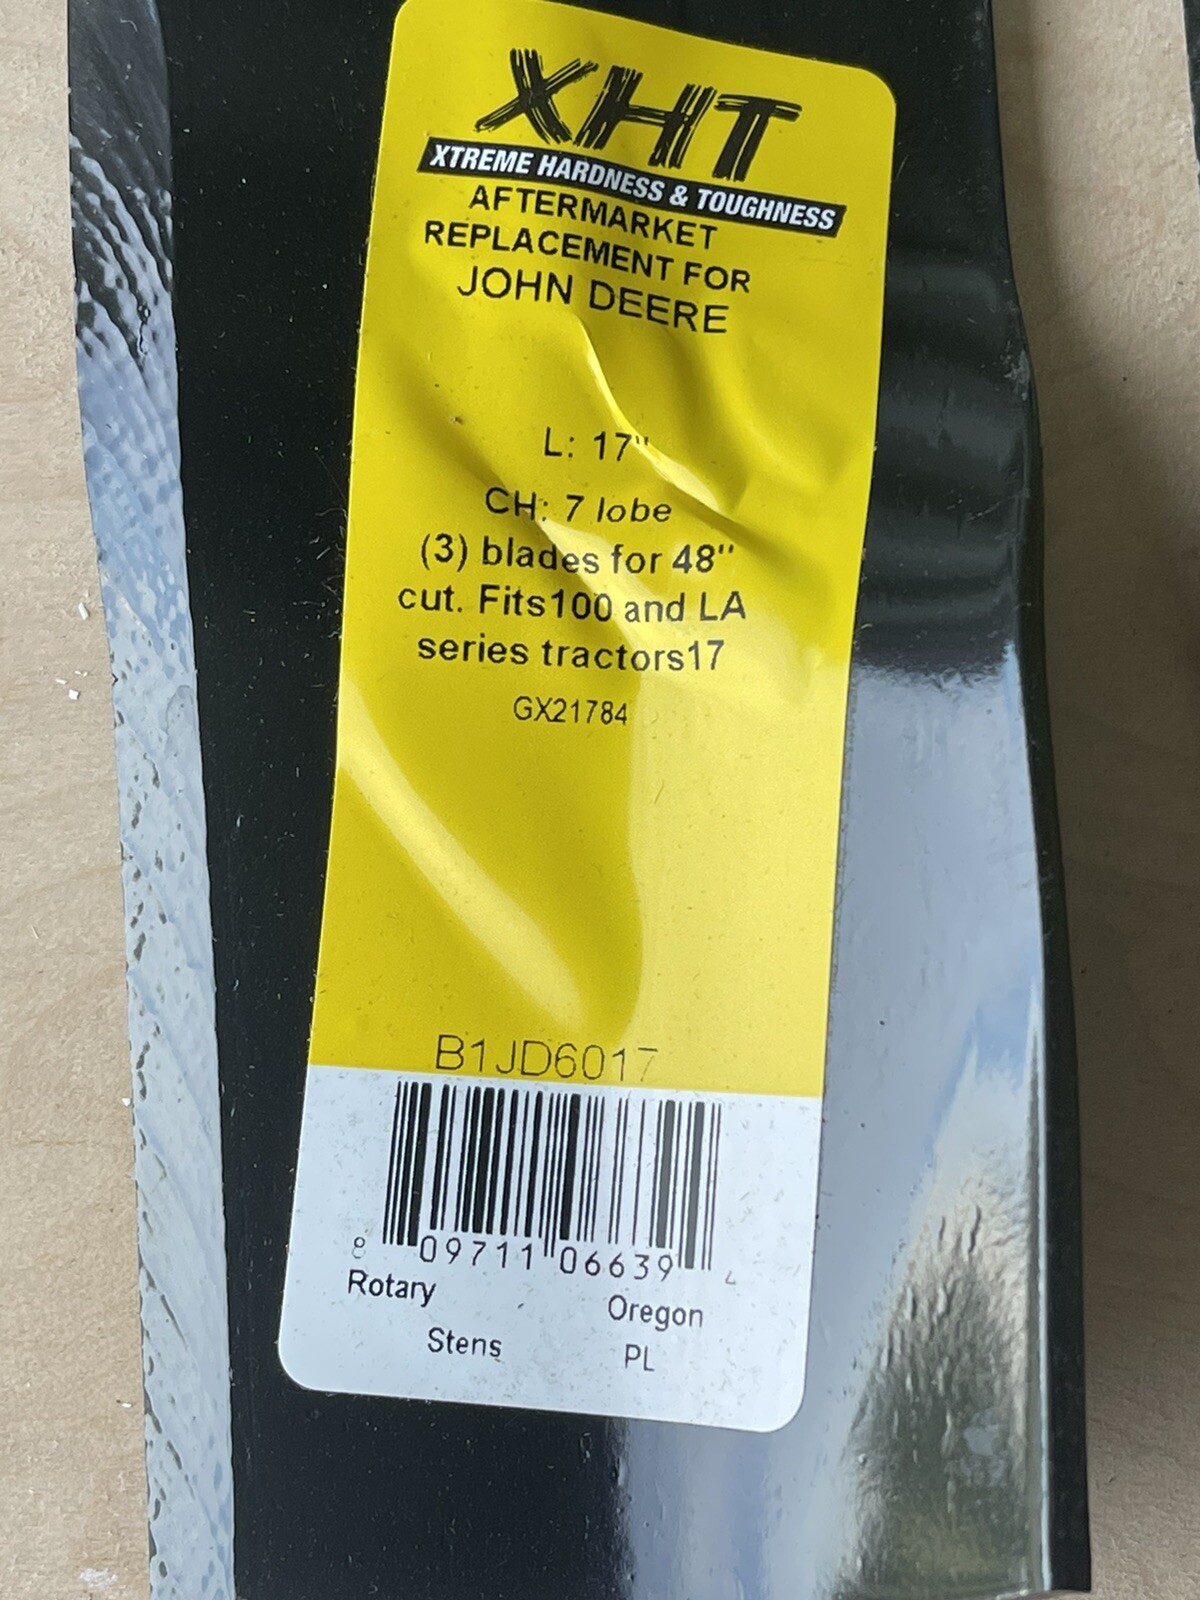 XHT
XTREME HARDNESS & TOUGHNESS
AFTERMARKET
REPLACEMENT FOR
JOHN DEERE
L: 17"
CH: 7 lobe
(3) blades for 48"
cut. Fits100 and LA
series tractors17
GX21784
B1JD6017
8 09711 06639 4
Rotary Oregon
Stens PL